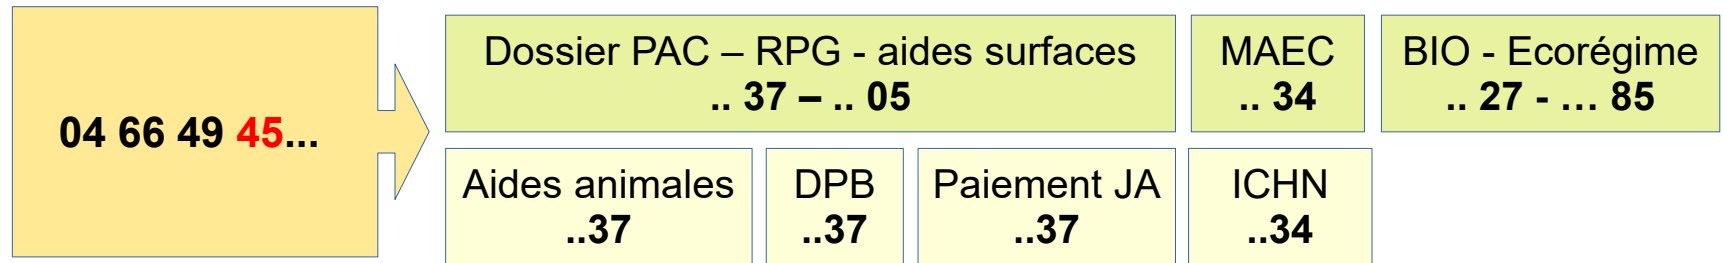 04 66 49 45...
Dossier PAC – RPG - aides surfaces
.. 37 – .. 05
MAEC
.. 34
BIO - Ecorégime
.. 27 - ... 85
Aides animales
..37
DPB
..37
Paiement JA
..37
ICHN
..34